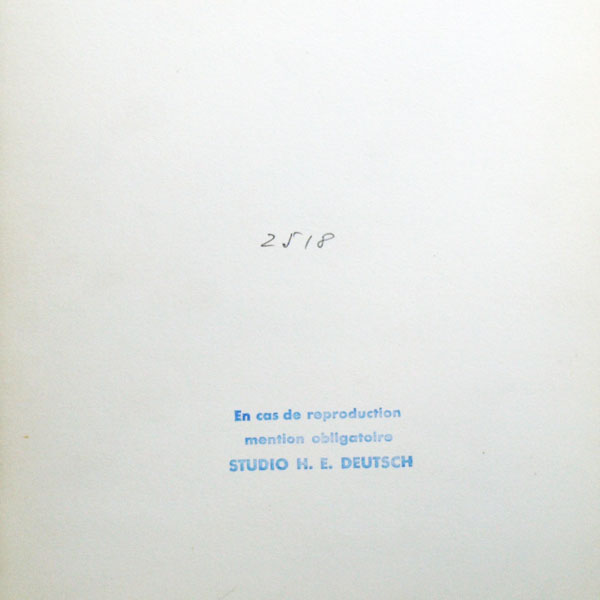 2518
En cas de reproduction
mention obligatoire
STUDIO H. E. DEUTSCH